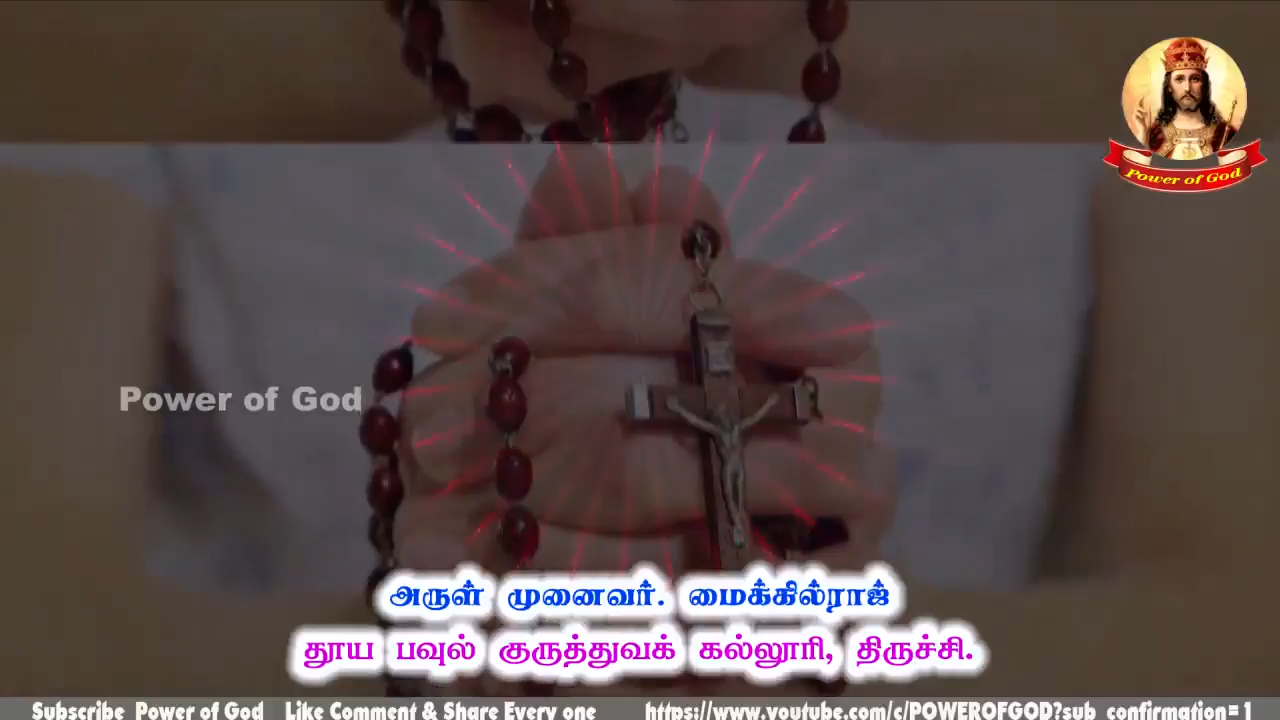 Power of God
Power of God
அருள் முனைவர். மைக்கில்ராஜ்
தூய பவுல் குருத்துவக் கல்லூரி, திருச்சி.
Subscribe Power of God Like Comment & Share Every one https://www.youtube.com/c/POWEROFGOD?sub_confirmation=1